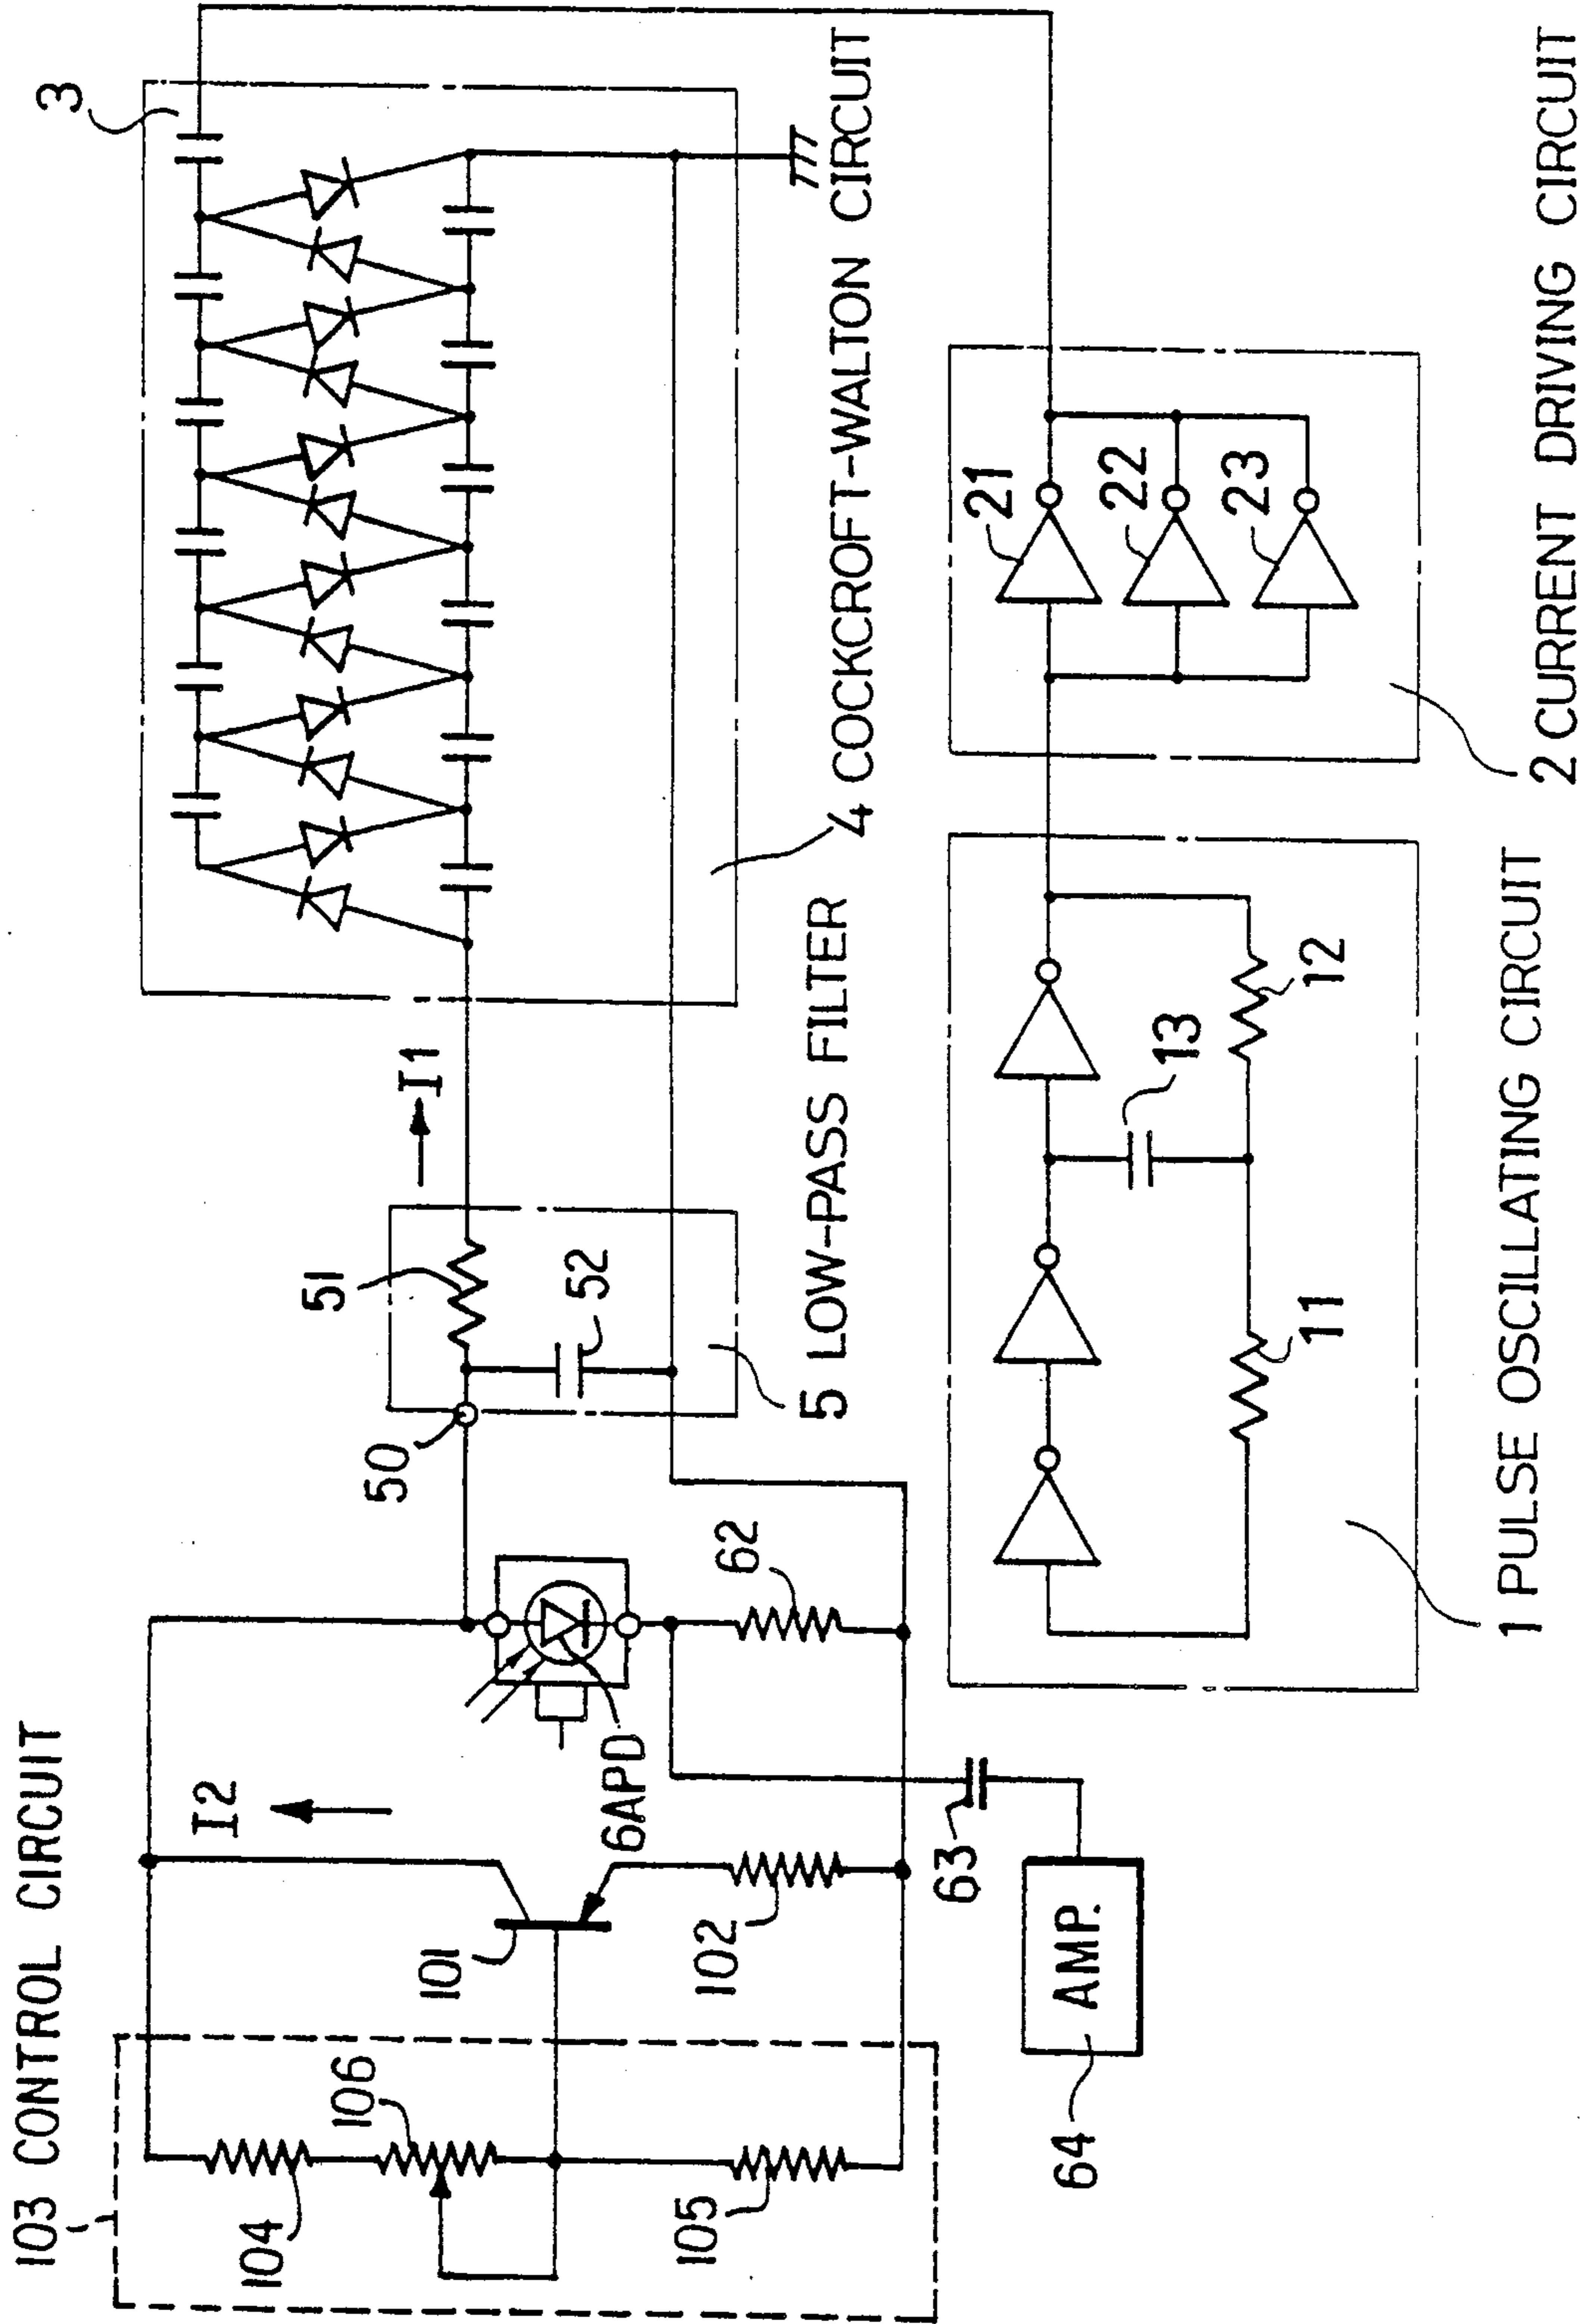 103 CONTROL CIRCUIT
I2
104
106
105
101
102
6APD
62
63
64
AMP.
50
51
52
I1
5 LOW-PASS FILTER
3
4 COCKCROFT-WALTON CIRCUIT
11
12
13
1 PULSE OSCILLATING CIRCUIT
21
22
23
2 CURRENT DRIVING CIRCUIT